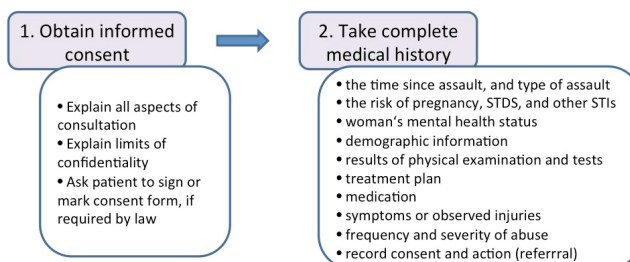 1. Obtain informed
consent
2. Take complete
medical history
• Explain all aspects of
consultation
• Explain limits of
confidentiality
• Ask patient to sign or
mark consent form, if
required by law
• the time since assault, and type of assault
• the risk of pregnancy, STDS, and other STIs
• woman‘s mental health status
• demographic information
• results of physical examination and tests
• treatment plan
• medication
• symptoms or observed injuries
• frequency and severity of abuse
• record consent and action (referrral)